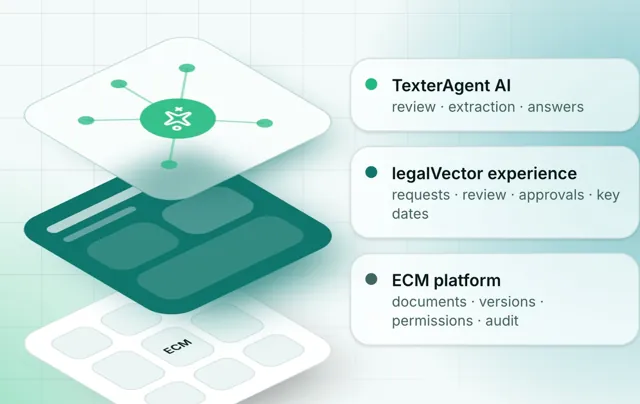 TexterAgent AI
review · extraction · answers
legalVector experience
requests · review · approvals · key
dates
ECM platform
documents · versions ·
permissions · audit
ECM